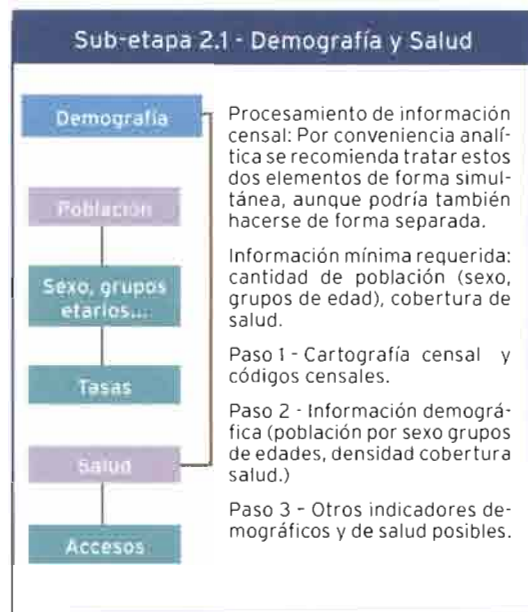 Sub-etapa 2.1 - Demografía y Salud
Demografía
Población
Sexo, grupos
etarios...
Tasas
Salud
Accesos
Procesamiento de información
censal: Por conveniencia analí-
tica se recomienda tratar estos
dos elementos de forma simul-
tánea, aunque podría también
hacerse de forma separada.
Información mínima requerida:
cantidad de población (sexo,
grupos de edad), cobertura de
salud.
Paso 1 - Cartografía censal y
códigos censales.
Paso 2 - Información demográ-
fica (población por sexo grupos
de edades, densidad cobertura
salud.)
Paso 3 – Otros indicadores de-
mográficos y de salud posibles.